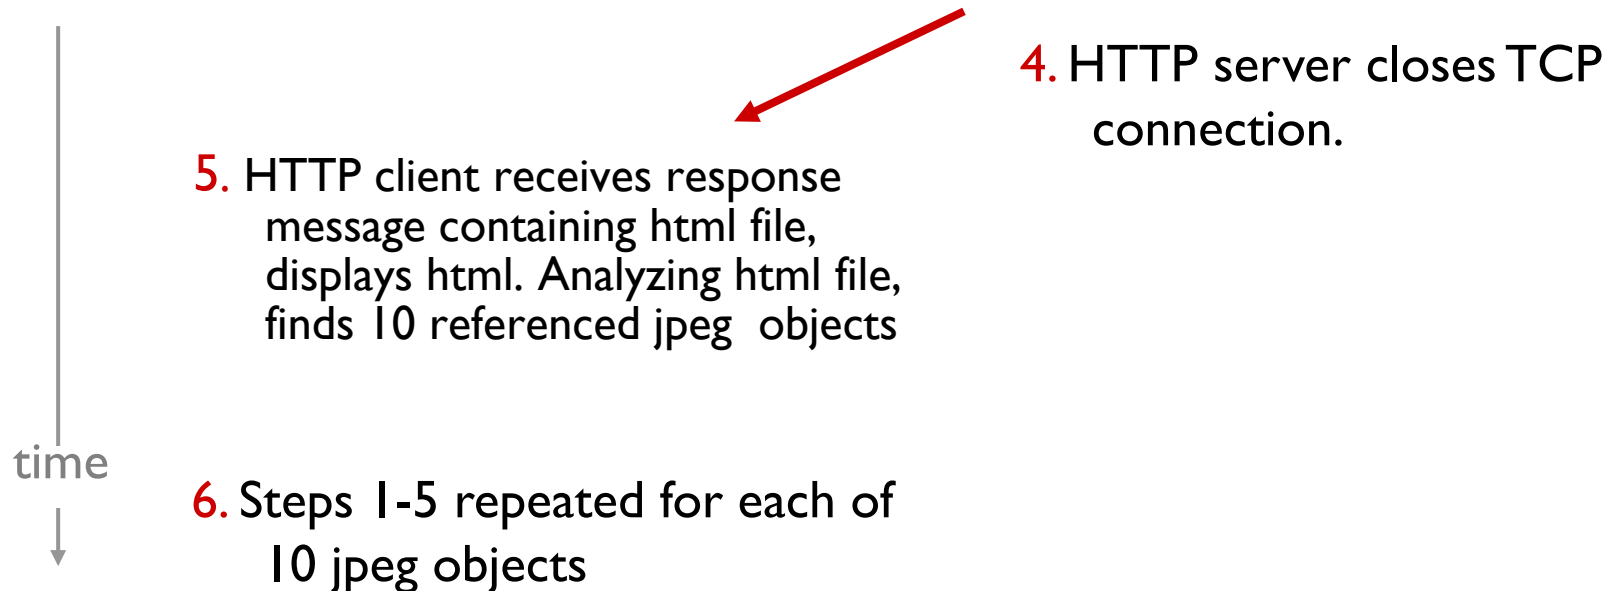 4. HTTP server closes TCP
connection.
5. HTTP client receives response
message containing html file,
displays html. Analyzing html file,
finds 10 referenced jpeg objects
time
6. Steps 1-5 repeated for each of
10 jpeg objects